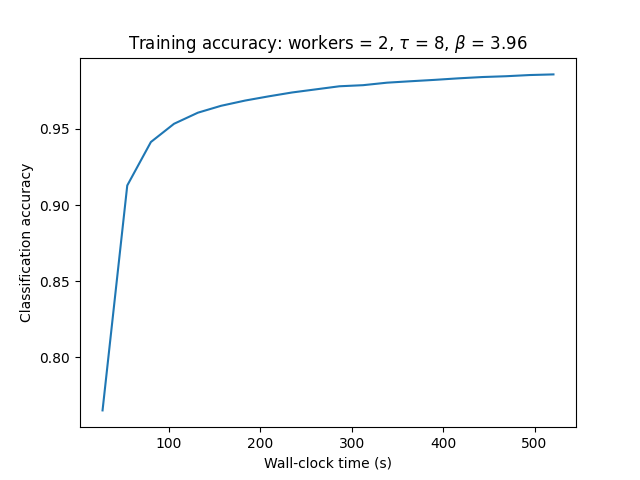 Training accuracy: workers = 2, τ = 8, β = 3.96
Classification accuracy
0.95
0.90
0.85
0.80
100 200 300 400 500
Wall-clock time (s)